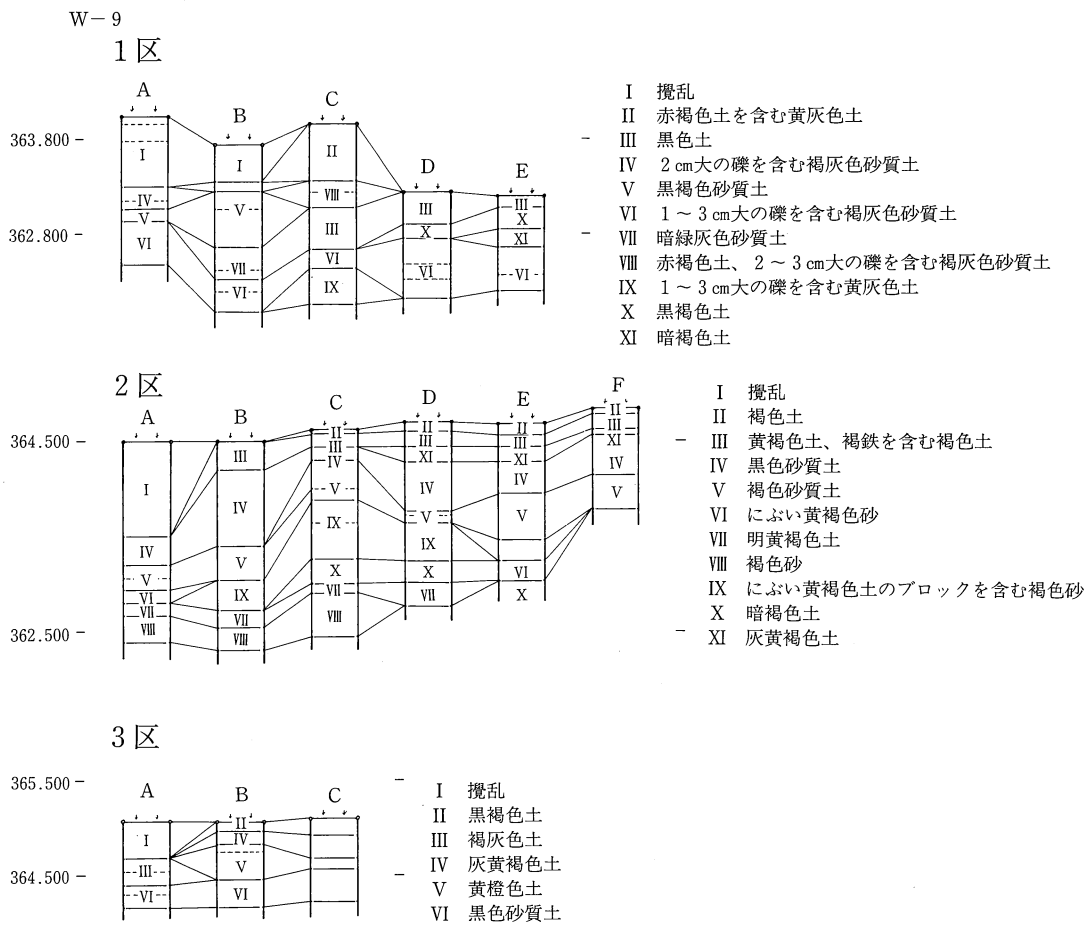 W－9
1区
A
B
C
D
E
363.800
362.800
I
IV
V
VI
I
V
VII
VI
II
VIII
III
VI
IX
III
X
VI
III
X
XI
VI
I 攪乱
II 赤褐色土を含む黄灰色土
III 黒色土
IV 2cm大の礫を含む褐灰色砂質土
V 黒褐色砂質土
VI 1～3cm大の礫を含む褐灰色砂質土
VII 暗緑灰色砂質土
VIII 赤褐色土、2～3cm大の礫を含む褐灰色砂質土
IX 1～3cm大の礫を含む黄灰色土
X 黒褐色土
XI 暗褐色土
2区
A
B
C
D
E
F
364.500
362.500
I
IV
V
VI
VII
VIII
III
IV
V
IX
VII
VIII
II
III
IV
V
IX
X
VII
VIII
II
III
XI
IV
V
IX
X
VII
II
III
XI
IV
V
VI
X
II
III
XI
IV
V
I 攪乱
II 褐色土
III 黄褐色土、褐鉄を含む褐色土
IV 黒色砂質土
V 褐色砂質土
VI にぶい黄褐色砂
VII 明黄褐色土
VIII 褐色砂
IX にぶい黄褐色土のブロックを含む褐色砂
X 暗褐色土
XI 灰黄褐色土
3区
A
B
C
365.500
364.500
I
III
VI
II
IV
V
VI
I 攪乱
II 黒褐色土
III 褐灰色土
IV 灰黄褐色土
V 黄橙色土
VI 黒色砂質土